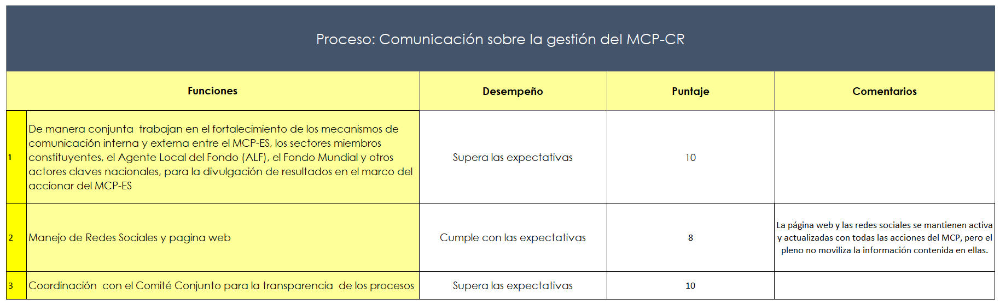 Proceso: Comunicación sobre la gestión del MCP-CR
Funciones
Desempeño
Puntaje
Comentarios
1
De manera conjunta  trabajan en el fortalecimiento de los mecanismos de
comunicación interna y externa entre el MCP-ES, los sectores miembros
constituyentes, el Agente Local del Fondo (ALF), el Fondo Mundial y otros
actores claves nacionales, para la divulgación de resultados en el marco del
accionar del MCP-ES
Supera las expectativas
10
2
Manejo de Redes Sociales y pagina web
Cumple con las expectativas
8
La página web y las redes sociales se mantienen activa
y actualizadas con todas las acciones del MCP, pero el
pleno no moviliza la información contenida en ellas.
3
Coordinación  con el Comité Conjunto para la transparencia  de los procesos
Supera las expectativas
10